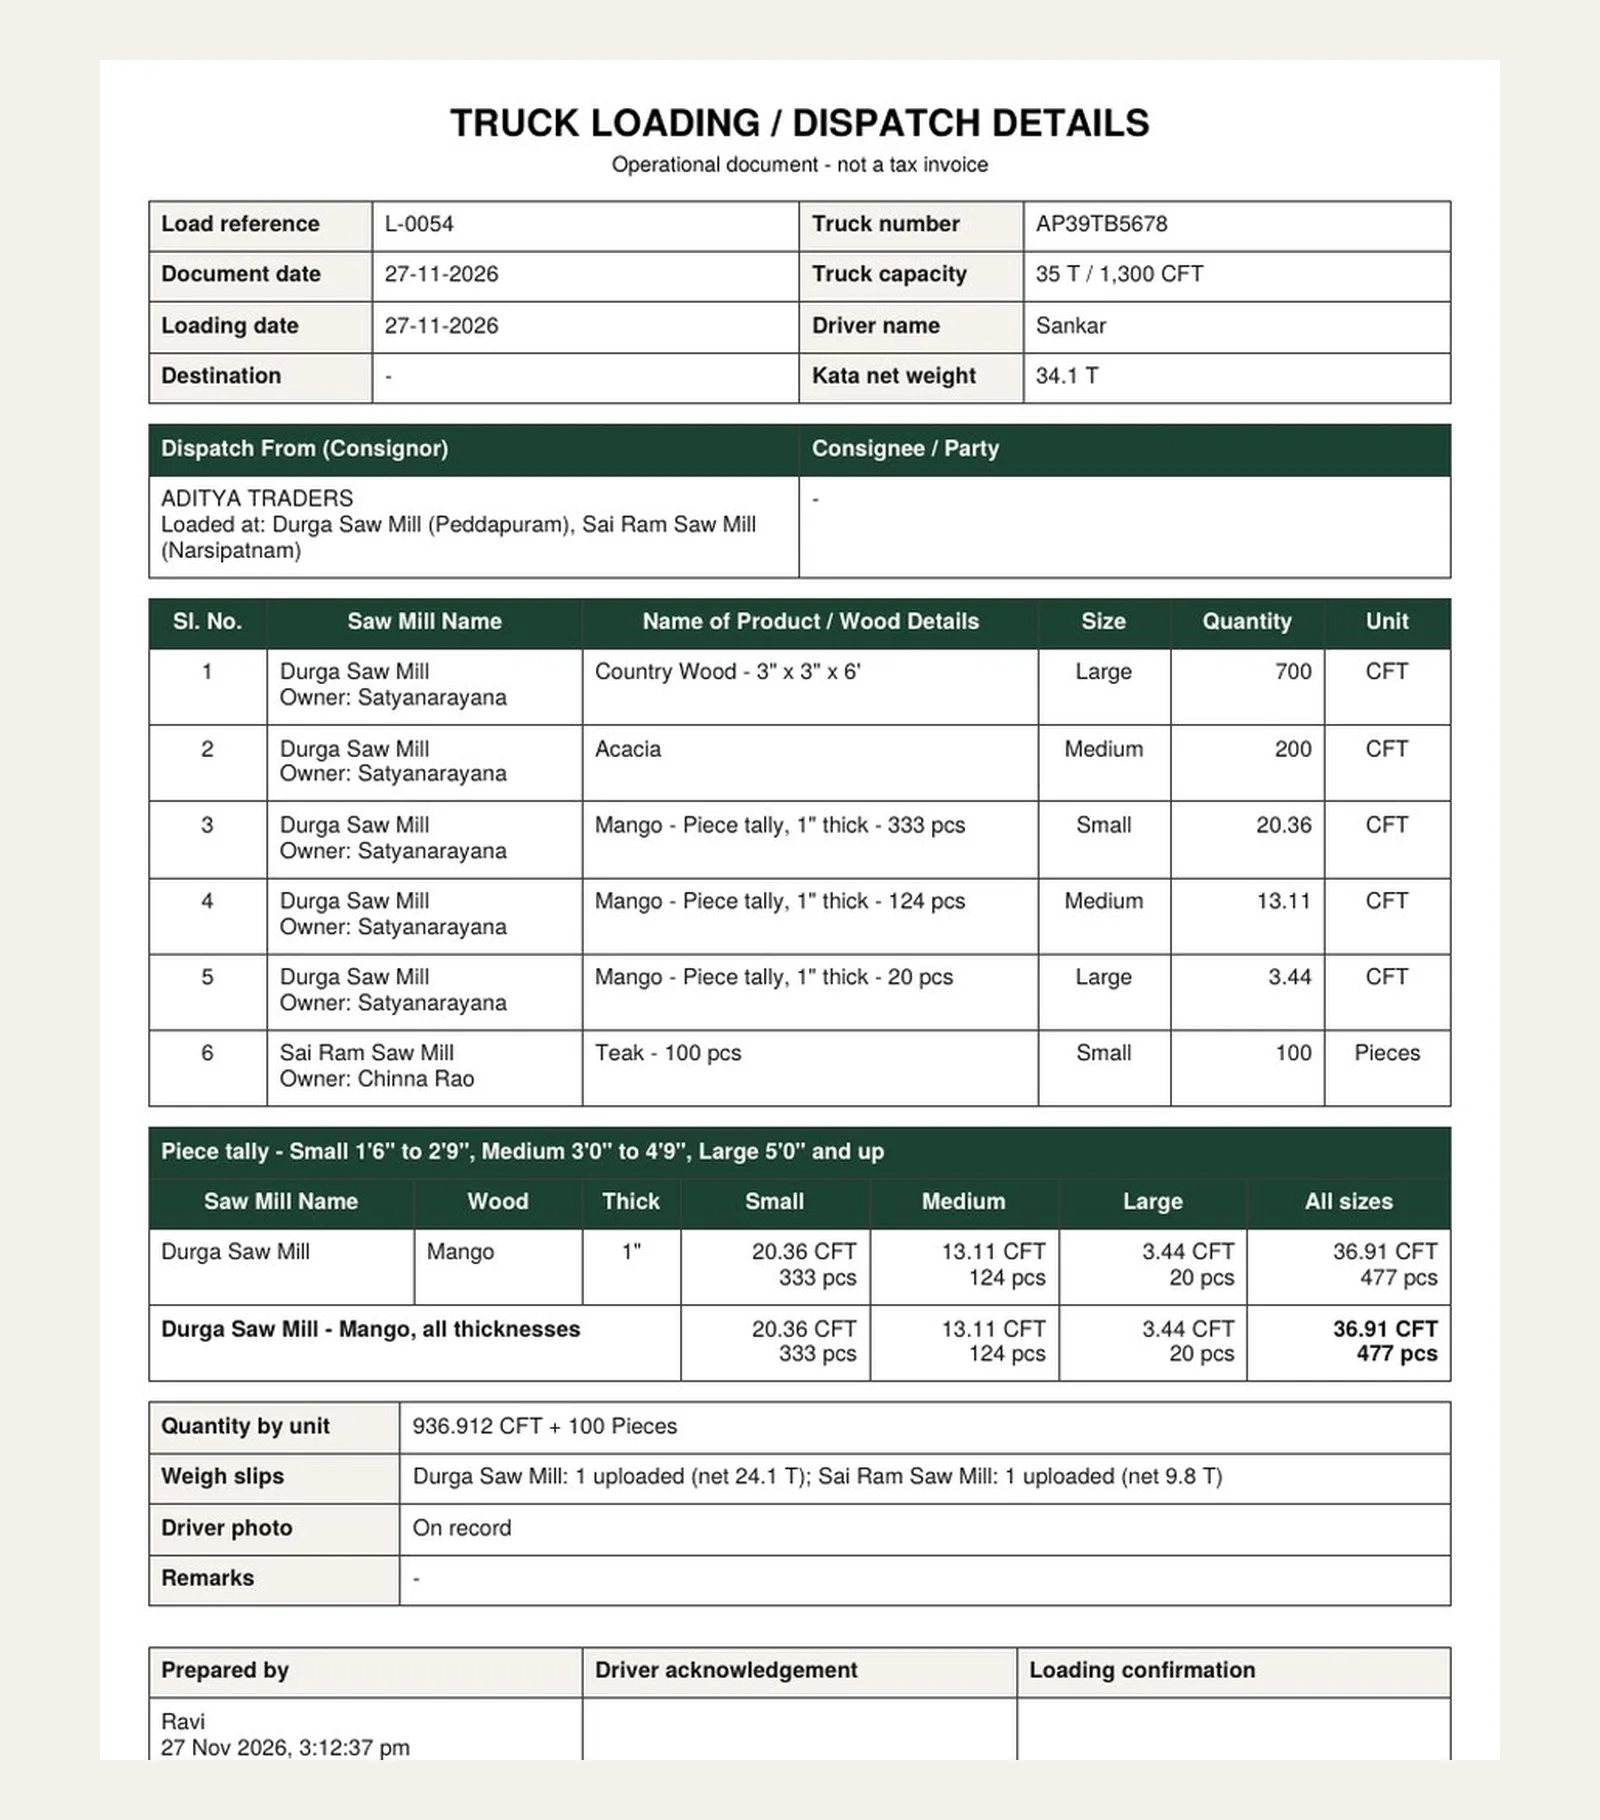 TRUCK LOADING / DISPATCH DETAILS
Operational document - not a tax invoice
Load reference L-0054 Truck number AP39TB5678
Document date 27-11-2026 Truck capacity 35 T / 1,300 CFT
Loading date 27-11-2026 Driver name Sankar
Destination - Kata net weight 34.1 T
Dispatch From (Consignor) Consignee / Party
ADITYA TRADERS -
Loaded at: Durga Saw Mill (Peddapuram), Sai Ram Saw Mill
(Narsipatnam)
Sl. No. Saw Mill Name Name of Product / Wood Details Size Quantity Unit
1 Durga Saw Mill Country Wood - 3" x 3" x 6' Large 700 CFT
Owner: Satyanarayana
2 Durga Saw Mill Acacia Medium 200 CFT
Owner: Satyanarayana
3 Durga Saw Mill Mango - Piece tally, 1" thick - 333 pcs Small 20.36 CFT
Owner: Satyanarayana
4 Durga Saw Mill Mango - Piece tally, 1" thick - 124 pcs Medium 13.11 CFT
Owner: Satyanarayana
5 Durga Saw Mill Mango - Piece tally, 1" thick - 20 pcs Large 3.44 CFT
Owner: Satyanarayana
6 Sai Ram Saw Mill Teak - 100 pcs Small 100 Pieces
Owner: Chinna Rao
Piece tally - Small 1'6" to 2'9", Medium 3'0" to 4'9", Large 5'0" and up
Saw Mill Name Wood Thick Small Medium Large All sizes
Durga Saw Mill Mango 1" 20.36 CFT 13.11 CFT 3.44 CFT 36.91 CFT
333 pcs 124 pcs 20 pcs 477 pcs
Durga Saw Mill - Mango, all thicknesses 20.36 CFT 13.11 CFT 3.44 CFT 36.91 CFT
333 pcs 124 pcs 20 pcs 477 pcs
Quantity by unit 936.912 CFT + 100 Pieces
Weigh slips Durga Saw Mill: 1 uploaded (net 24.1 T); Sai Ram Saw Mill: 1 uploaded (net 9.8 T)
Driver photo On record
Remarks -
Prepared by Driver acknowledgement Loading confirmation
Ravi
27 Nov 2026, 3:12:37 pm